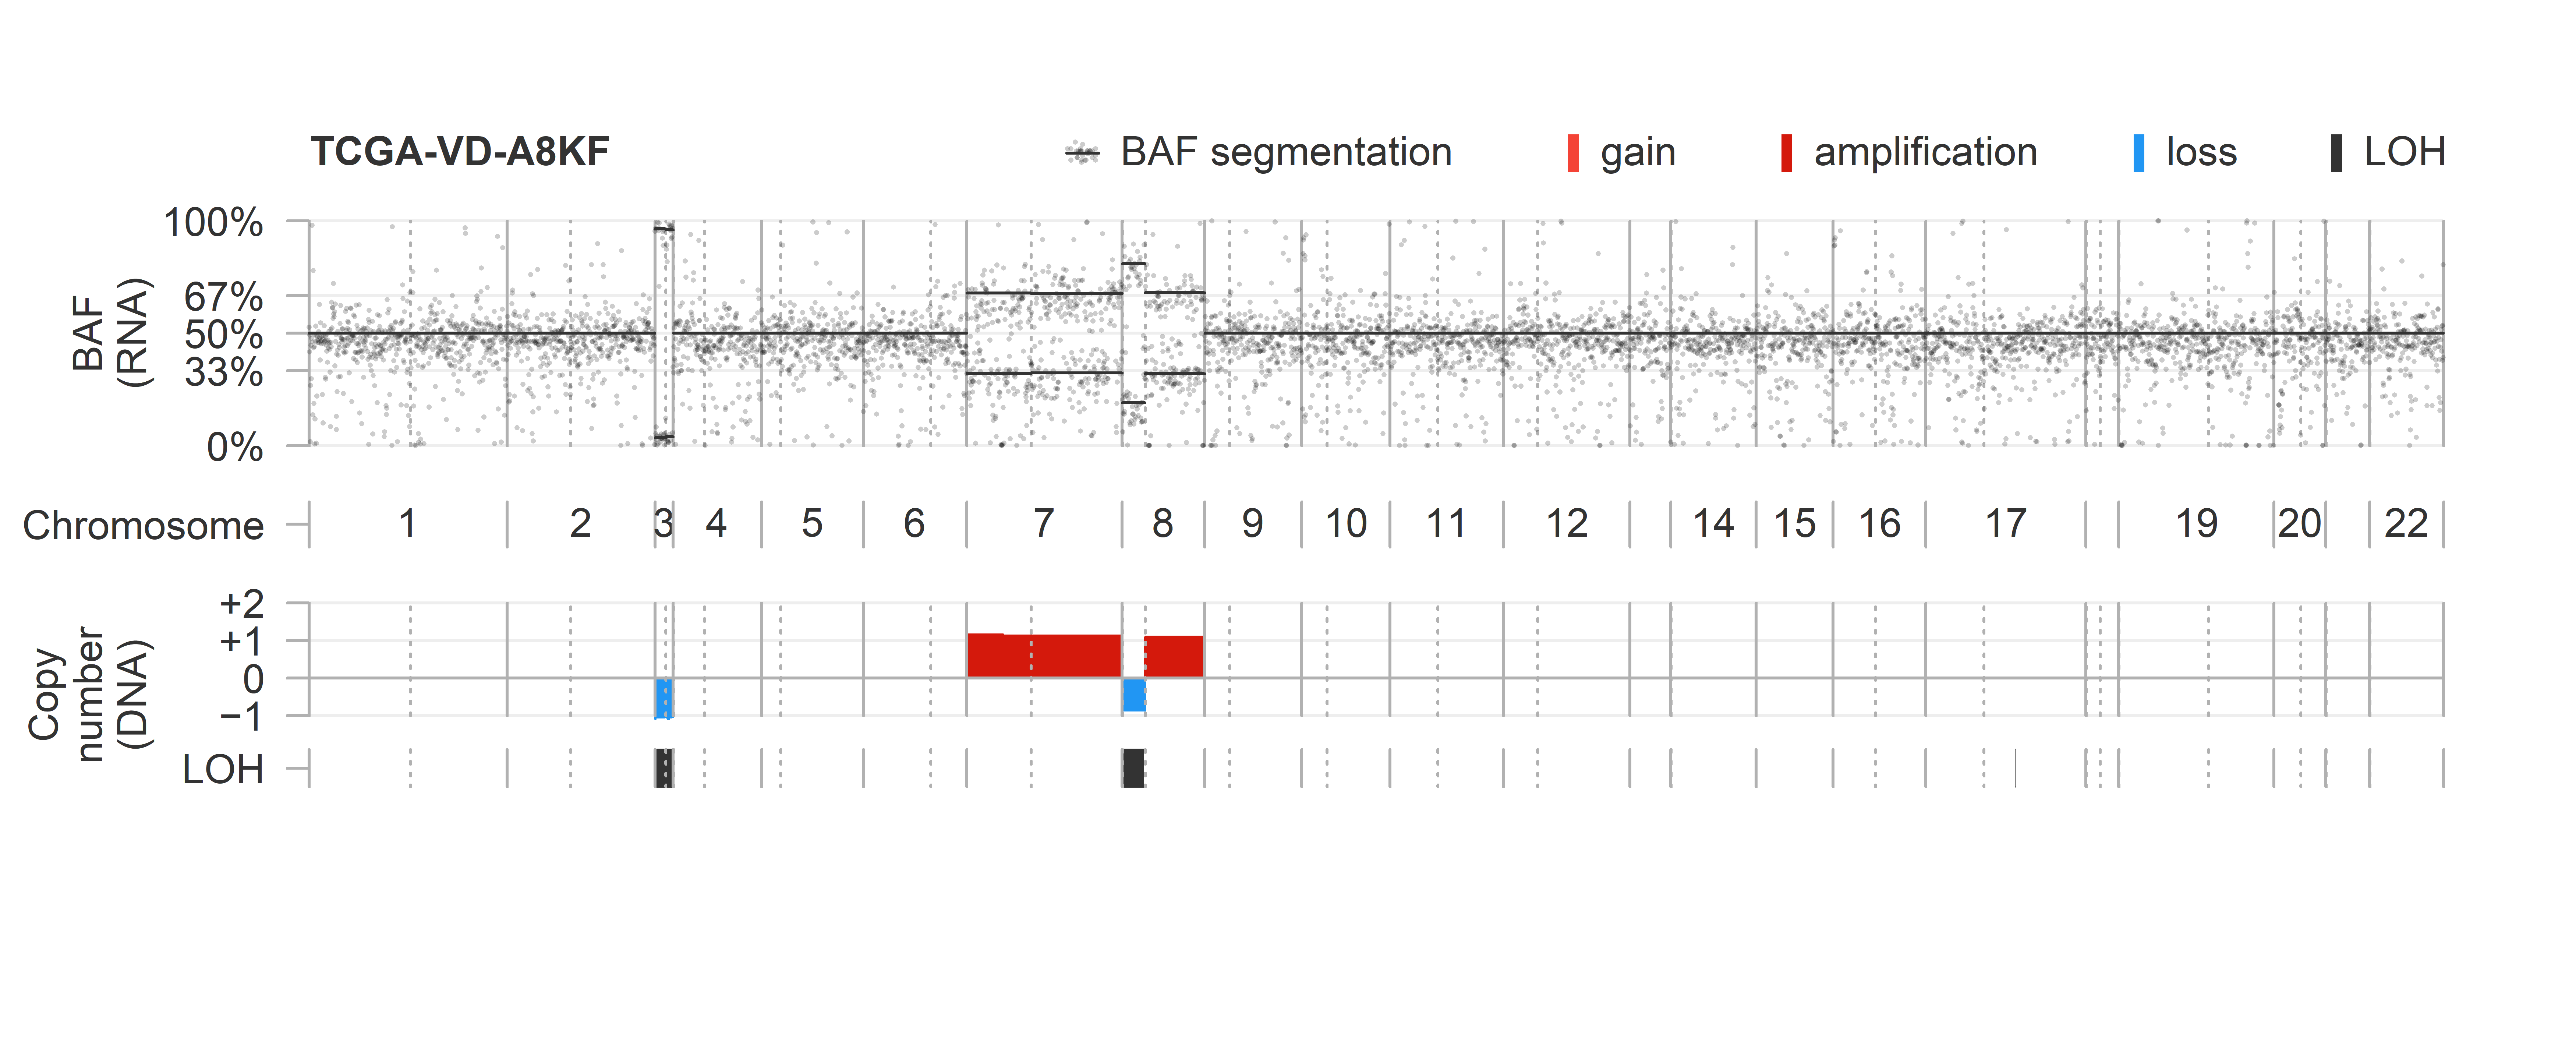 TCGA-VD-A8KF
BAF segmentation
gain
amplification
loss
LOH
BAF
(RNA)
100%
67%
50%
33%
0%
Chromosome
1 2 3 4 5 6 7 8 9 10 11 12 14 15 16 17 19 20 22
Copy
number
(DNA)
+2
+1
0
−1
LOH